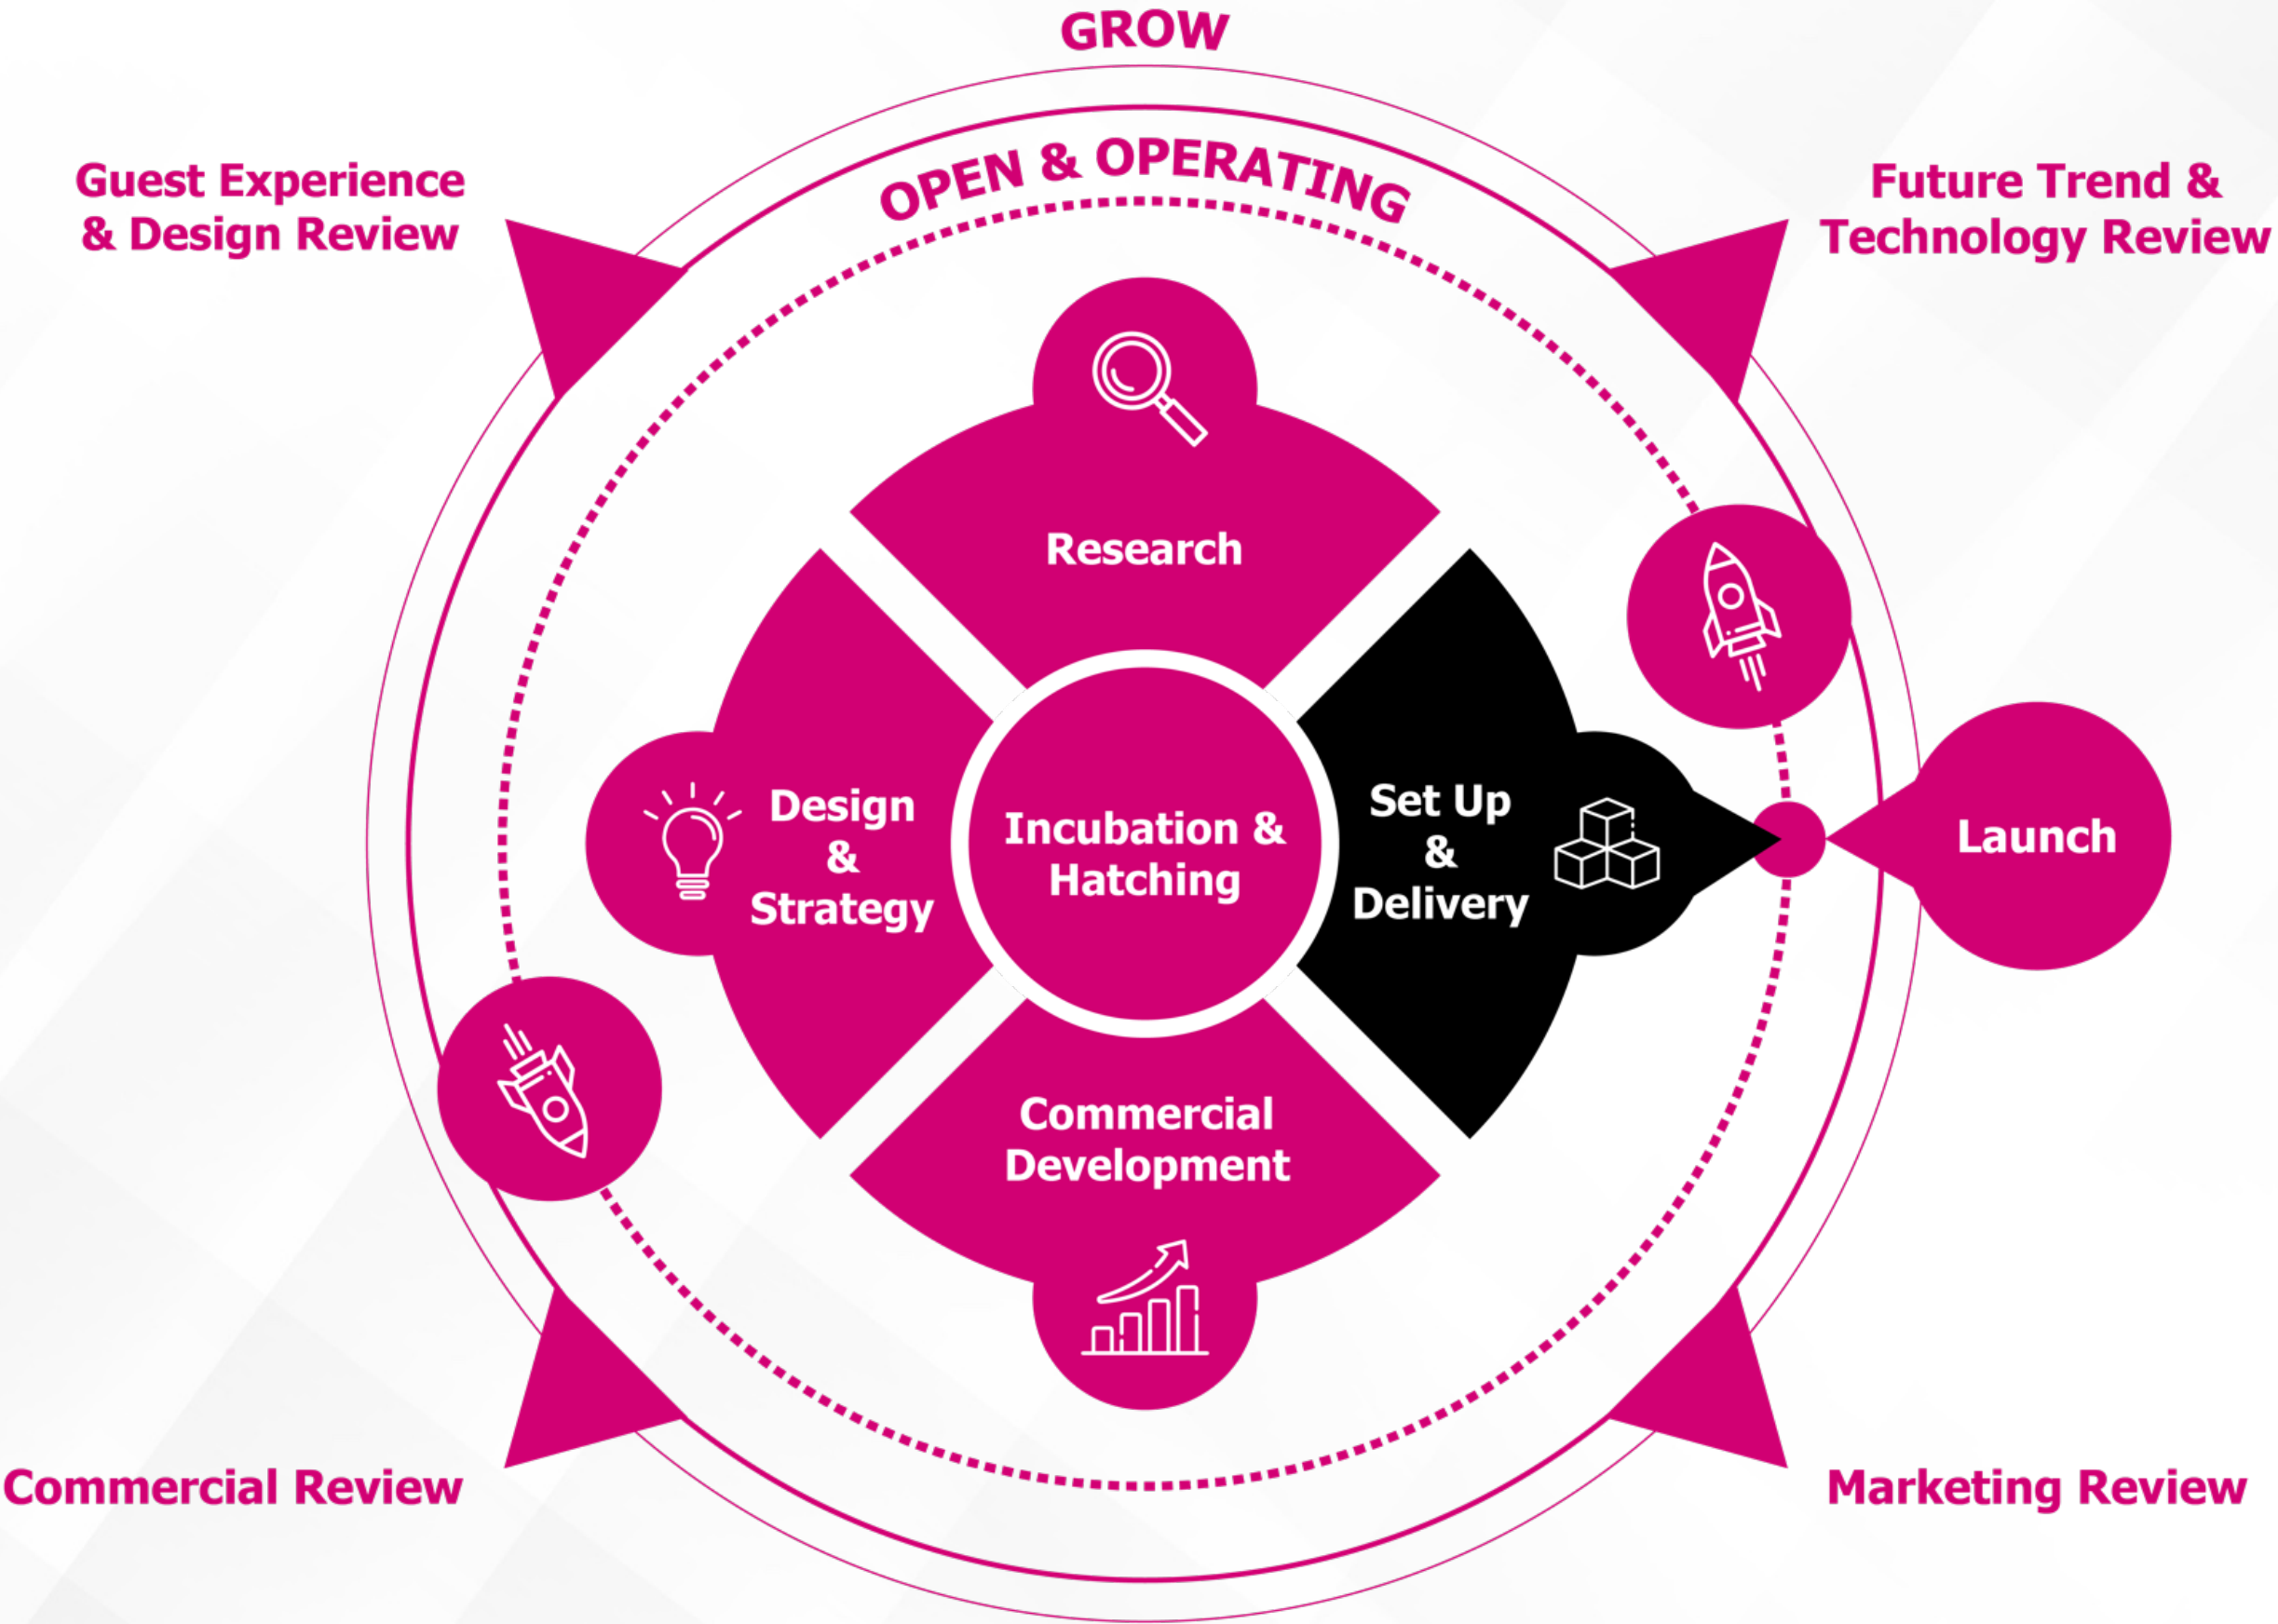 GROW
OPEN & OPERATING
Guest Experience
& Design Review
Future Trend &
Technology Review
Research
Design
&
Strategy
Incubation &
Hatching
Set Up
&
Delivery
Launch
Commercial
Development
Commercial Review
Marketing Review